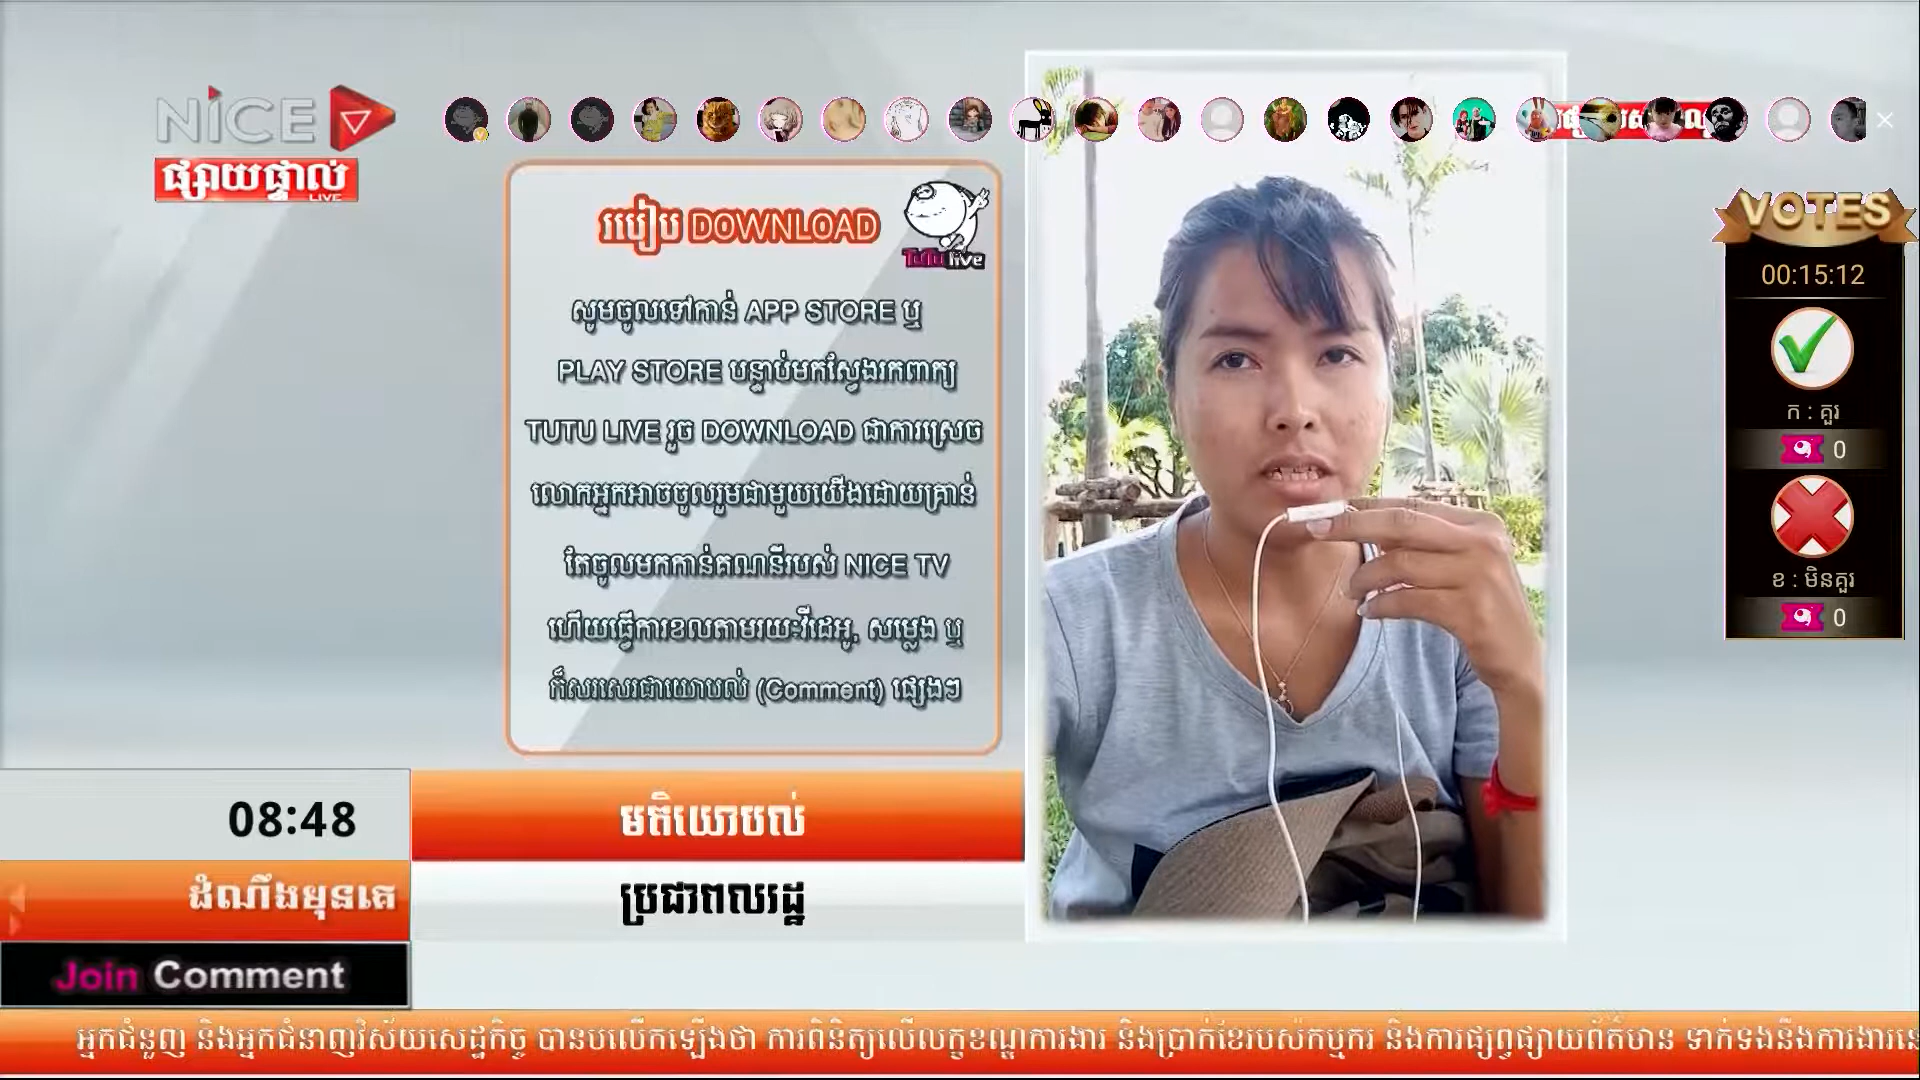 NiCE
ផ្សាយផ្ទាល់
LIVE
របៀប DOWNLOAD
TUTU live
សូមចូលទៅកាន់ APP STORE ឬ
PLAY STORE បន្ទាប់មកស្វែងរកពាក្យ
TUTU LIVE រួច DOWNLOAD ជាការស្រេច
លោកអ្នកអាចចូលរួមជាមួយយើងដោយគ្រាន់
តែចូលមកកាន់គណនីរបស់ NICE TV
ហើយធ្វើការខលតាមរយៈវីដេអូ, សម្លេង ឬ
ក៏សរសេរជាយោបល់ (Comment) ផ្សេងៗ
VOTES
00:15:12
ក : គួរ
0
ខ : មិនគួរ
0
08:48
មតិយោបល់
ដំណឹងមុនគេ
ប្រជាពលរដ្ឋ
Join Comment
អ្នកជំនួញ និងអ្នកជំនាញវិស័យសេដ្ឋកិច្ច បានបលើកឡើងថា ការពិនិត្យលើលក្ខខណ្ឌការងារ និងប្រាក់ខែរបស់កម្មករ និងការផ្សព្វផ្សាយព័ត៌មាន ទាក់ទងនឹងការងារនេ